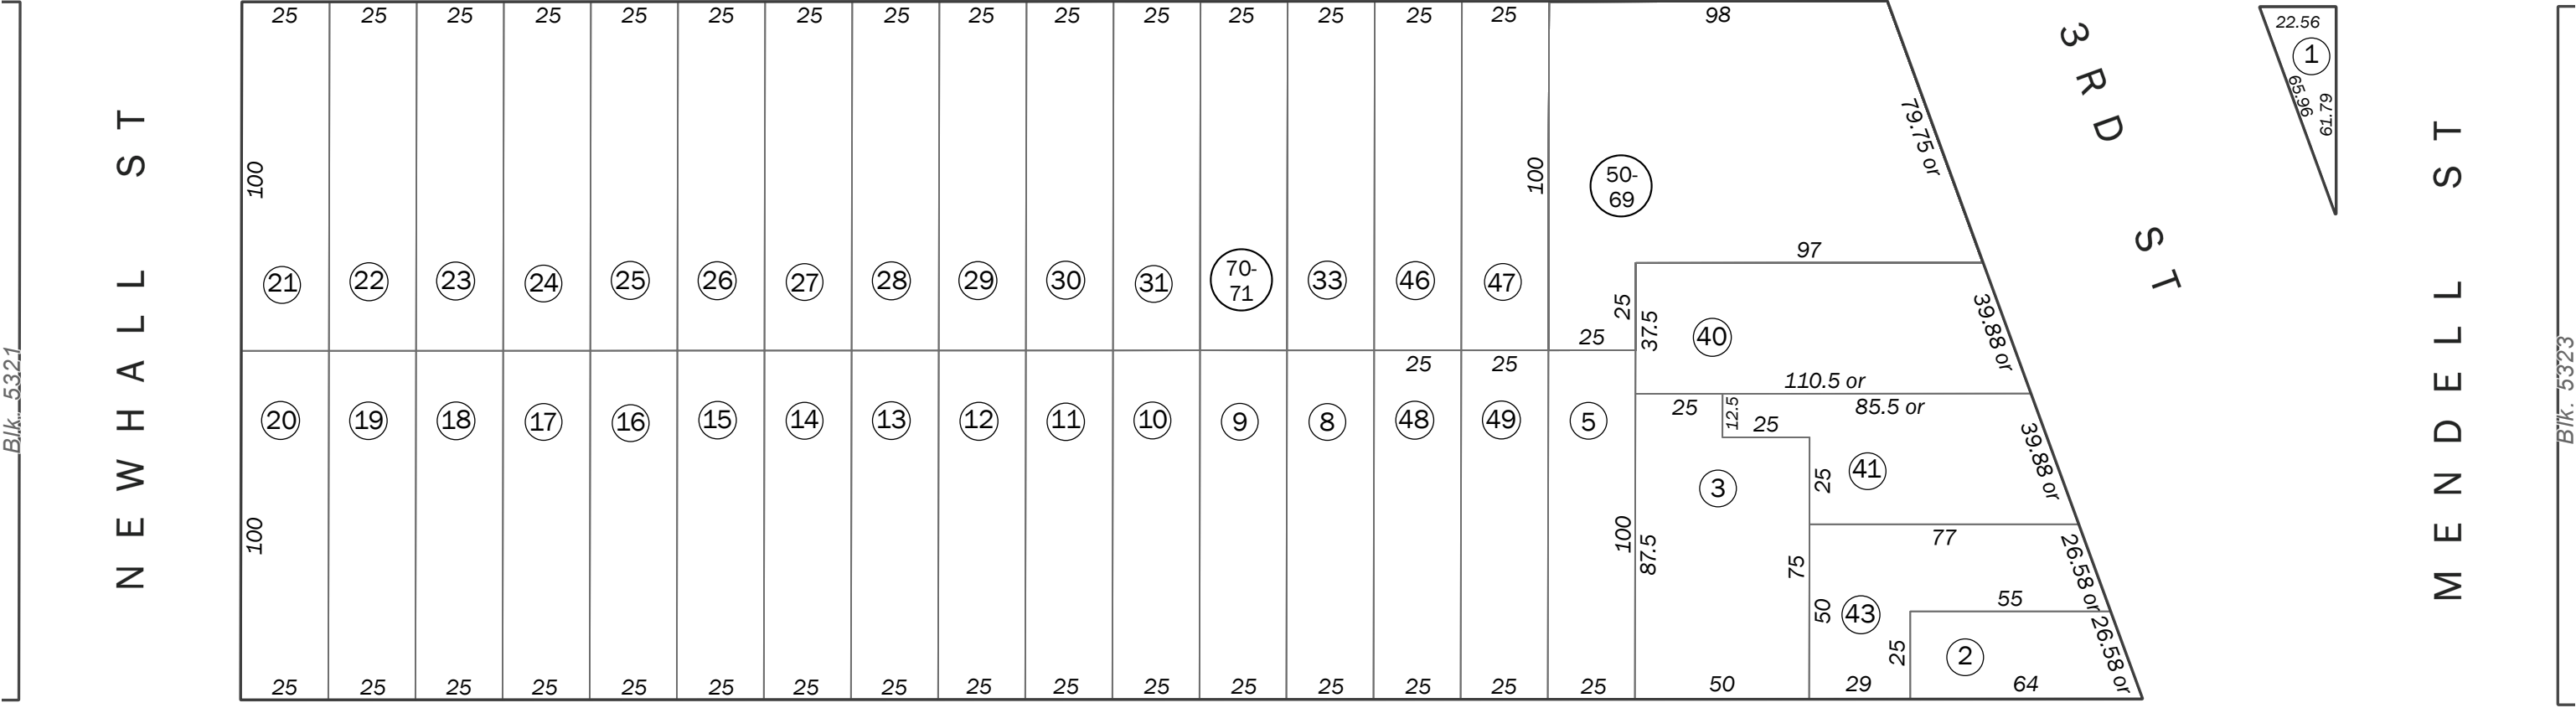 25 25 25 25 25 25 25 25 25 25 25 25 25 25 25 98
22.56
1
65.96
61.79
3RD ST
NEWHALL ST
MENDELL ST
Blk. 5321
Blk. 5323
100
100
50-
69
79.75 or
97
21 22 23 24 25 26 27 28 29 30 31
70-
71
33 46 47
25
25
37.5
40
39.88 or
25 25
110.5 or
25
12.5
25
85.5 or
20 19 18 17 16 15 14 13 12 11 10 9 8 48 49 5
39.88 or
3
25
41
100
100
87.5
75
77
26.58 or
50
43
55
25
2
26.58 or
25 25 25 25 25 25 25 25 25 25 25 25 25 25 25 25 50 29 64